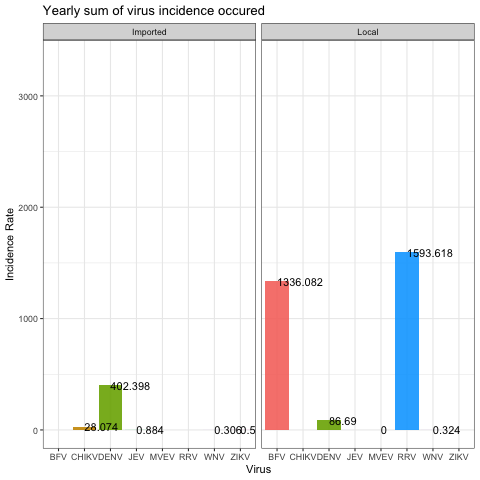 Yearly sum of virus incidence occured
Imported
Local
3000
2000
1000
0
Incidence Rate
1593.618
1336.082
402.398
86.69
28.074
0.884
0.306
0.5
0
0.324
BFV CHIKV DENV JEV MVEV RRV WNV ZIKV
BFV CHIKV DENV JEV MVEV RRV WNV ZIKV
Virus